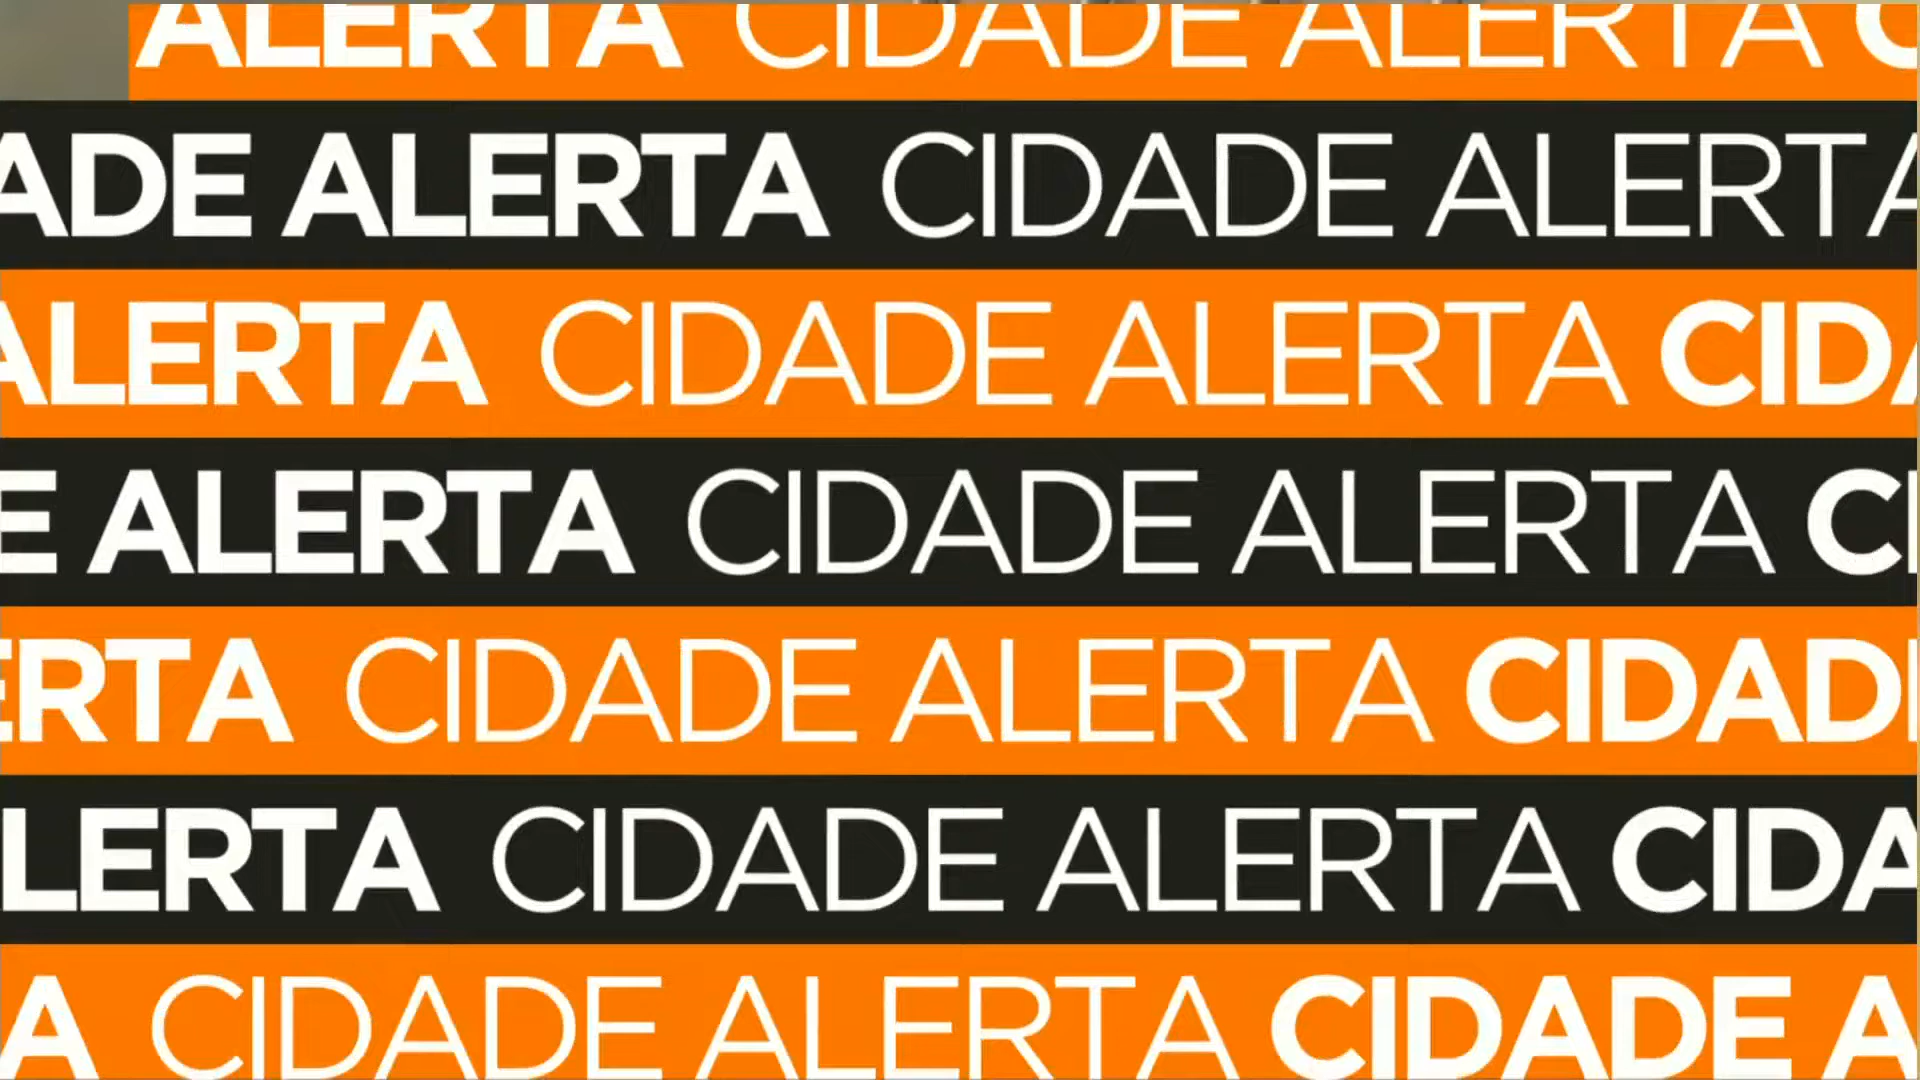 ALERTA CIDADE ALERTA C
ADE ALERTA CIDADE ALERTA
ALERTA CIDADE ALERTA CIDA
E ALERTA CIDADE ALERTA CI
ERTA CIDADE ALERTA CIDAD
LERTA CIDADE ALERTA CIDA
A CIDADE ALERTA CIDADE A